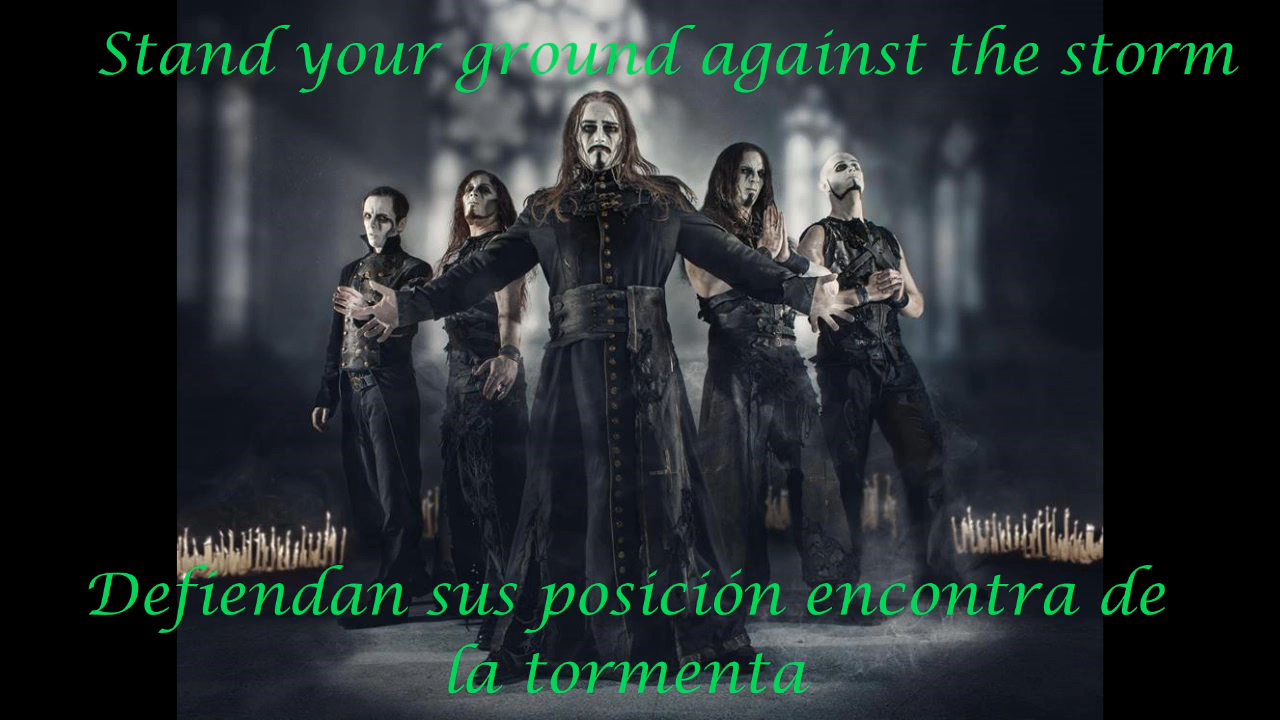 Stand your ground against the storm
Defiendan sus posición encontra de
la tormenta